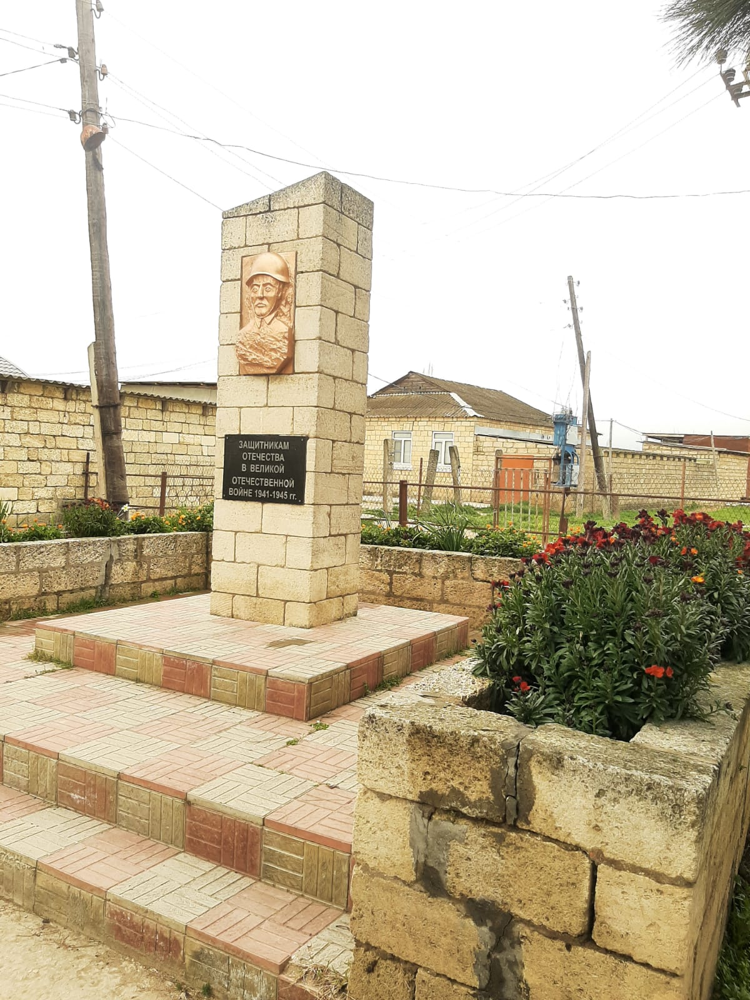 ЗАЩИТНИКАМ
ОТЕЧЕСТВА
В ВЕЛИКОЙ
ОТЕЧЕСТВЕННОЙ
ВОЙНЕ 1941-1945 гг.